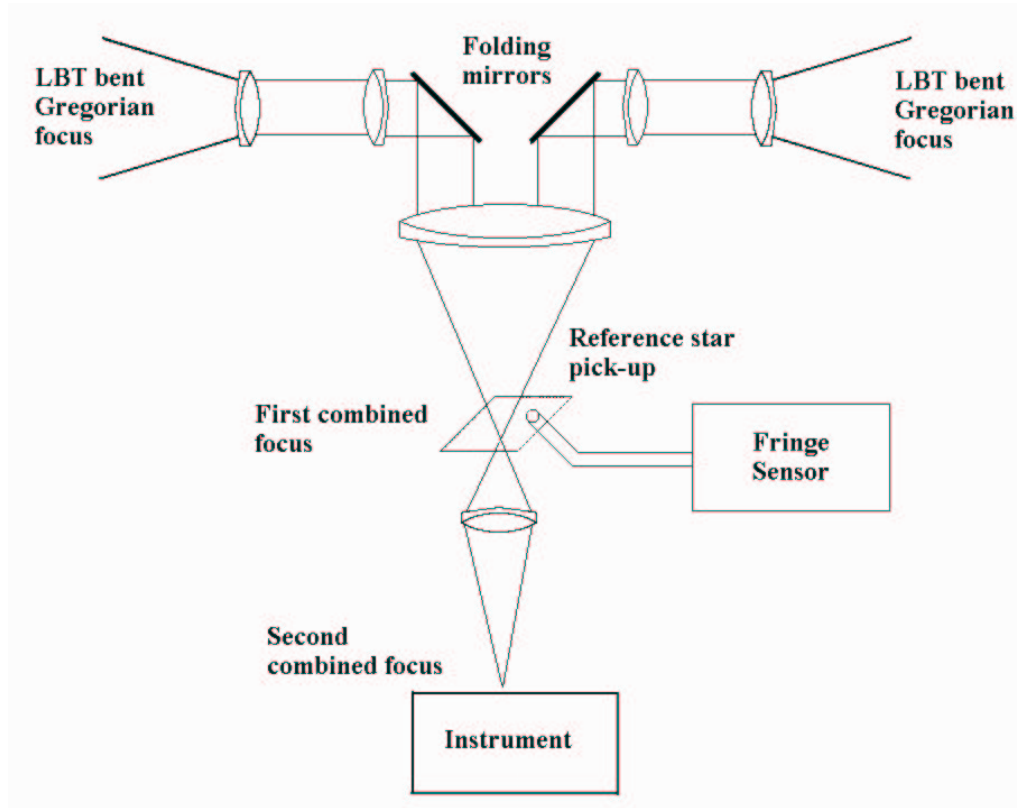 LBT bent
Gregorian
focus
Folding
mirrors
LBT bent
Gregorian
focus
Reference star
pick-up
First combined
focus
Fringe
Sensor
Second
combined focus
Instrument